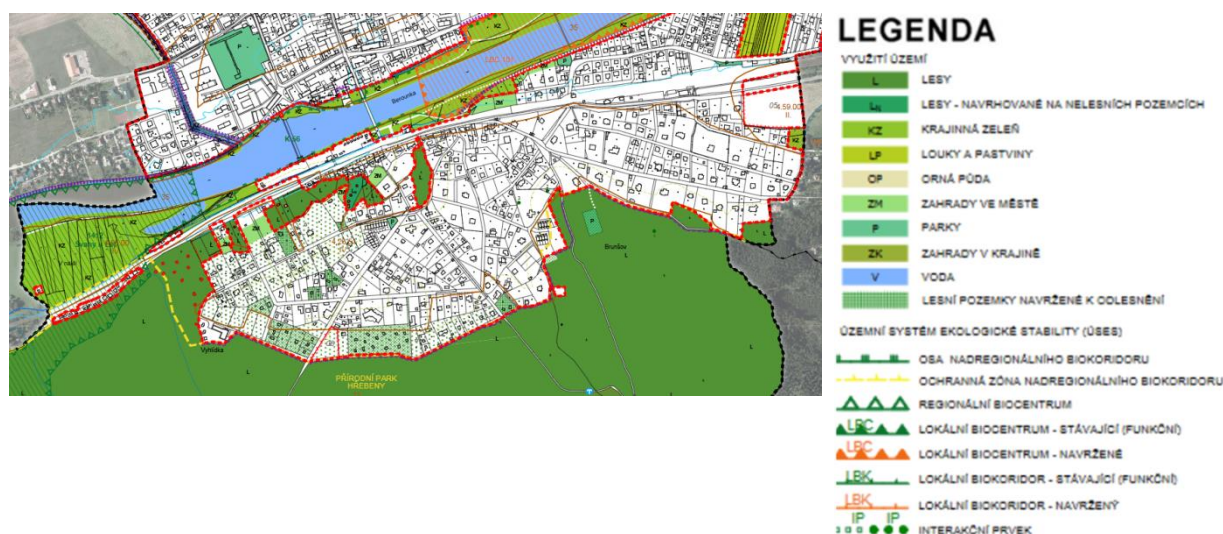 LEGENDA
VYUŽITÍ ÚZEMÍ
L LESY
LN LESY - NAVRHOVANÉ NA NELESNÍCH POZEMCÍCH
KZ KRAJINNÁ ZELEŇ
LP LOUKY A PASTVINY
OP ORNÁ PŮDA
ZM ZAHRADY VE MĚSTĚ
P PARKY
ZK ZAHRADY V KRAJINĚ
V VODA
LESNÍ POZEMKY NAVRŽENÉ K ODLESNĚNÍ
ÚZEMNÍ SYSTÉM EKOLOGICKÉ STABILITY (ÚSES)
OSA NADREGIONÁLNÍHO BIOKORIDORU
OCHRANNÁ ZÓNA NADREGIONÁLNÍHO BIOKORIDORU
REGIONÁLNÍ BIOCENTRUM
LBC LOKÁLNÍ BIOCENTRUM - STÁVAJÍCÍ (FUNKČNÍ)
LBC LOKÁLNÍ BIOCENTRUM - NAVRŽENÉ
LBK LOKÁLNÍ BIOKORIDOR - STÁVAJÍCÍ (FUNKČNÍ)
LBK LOKÁLNÍ BIOKORIDOR - NAVRŽENÝ
IP IP
INTERAKČNÍ PRVEK
P
KZ
Berounka
ZM
KZ
Brunšov
P
L
Vyhlídka
PŘÍRODNÍ PARK
HŘEBENY